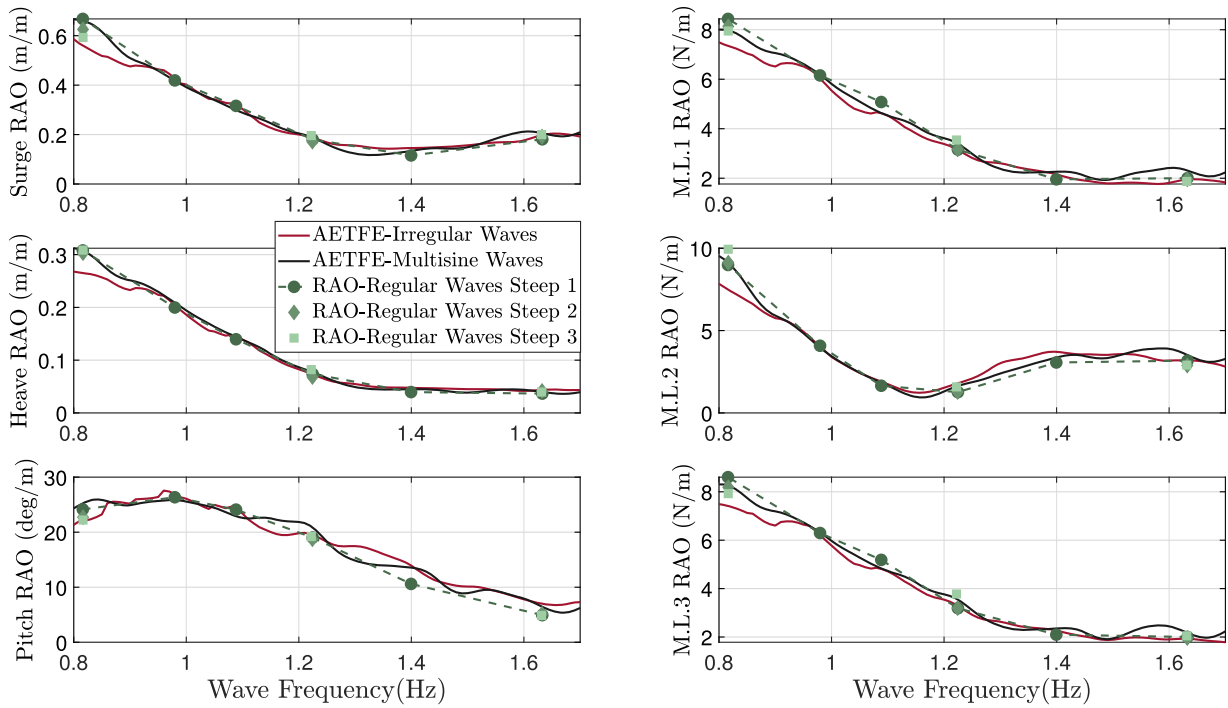 Surge RAO (m/m)
0.6
0.4
0.2
0
0.8 1 1.2 1.4 1.6
M.L.1 RAO (N/m)
8
6
4
2
0.8 1 1.2 1.4 1.6
Heave RAO (m/m)
0.3
0.2
0.1
0
0.8 1 1.2 1.4 1.6
AETFE-Irregular Waves
AETFE-Multisine Waves
RAO-Regular Waves Steep 1
RAO-Regular Waves Steep 2
RAO-Regular Waves Steep 3
M.L.2 RAO (N/m)
10
5
0
0.8 1 1.2 1.4 1.6
Pitch RAO (deg/m)
30
20
10
0
0.8 1 1.2 1.4 1.6
Wave Frequency(Hz)
M.L.3 RAO (N/m)
8
6
4
2
0.8 1 1.2 1.4 1.6
Wave Frequency(Hz)